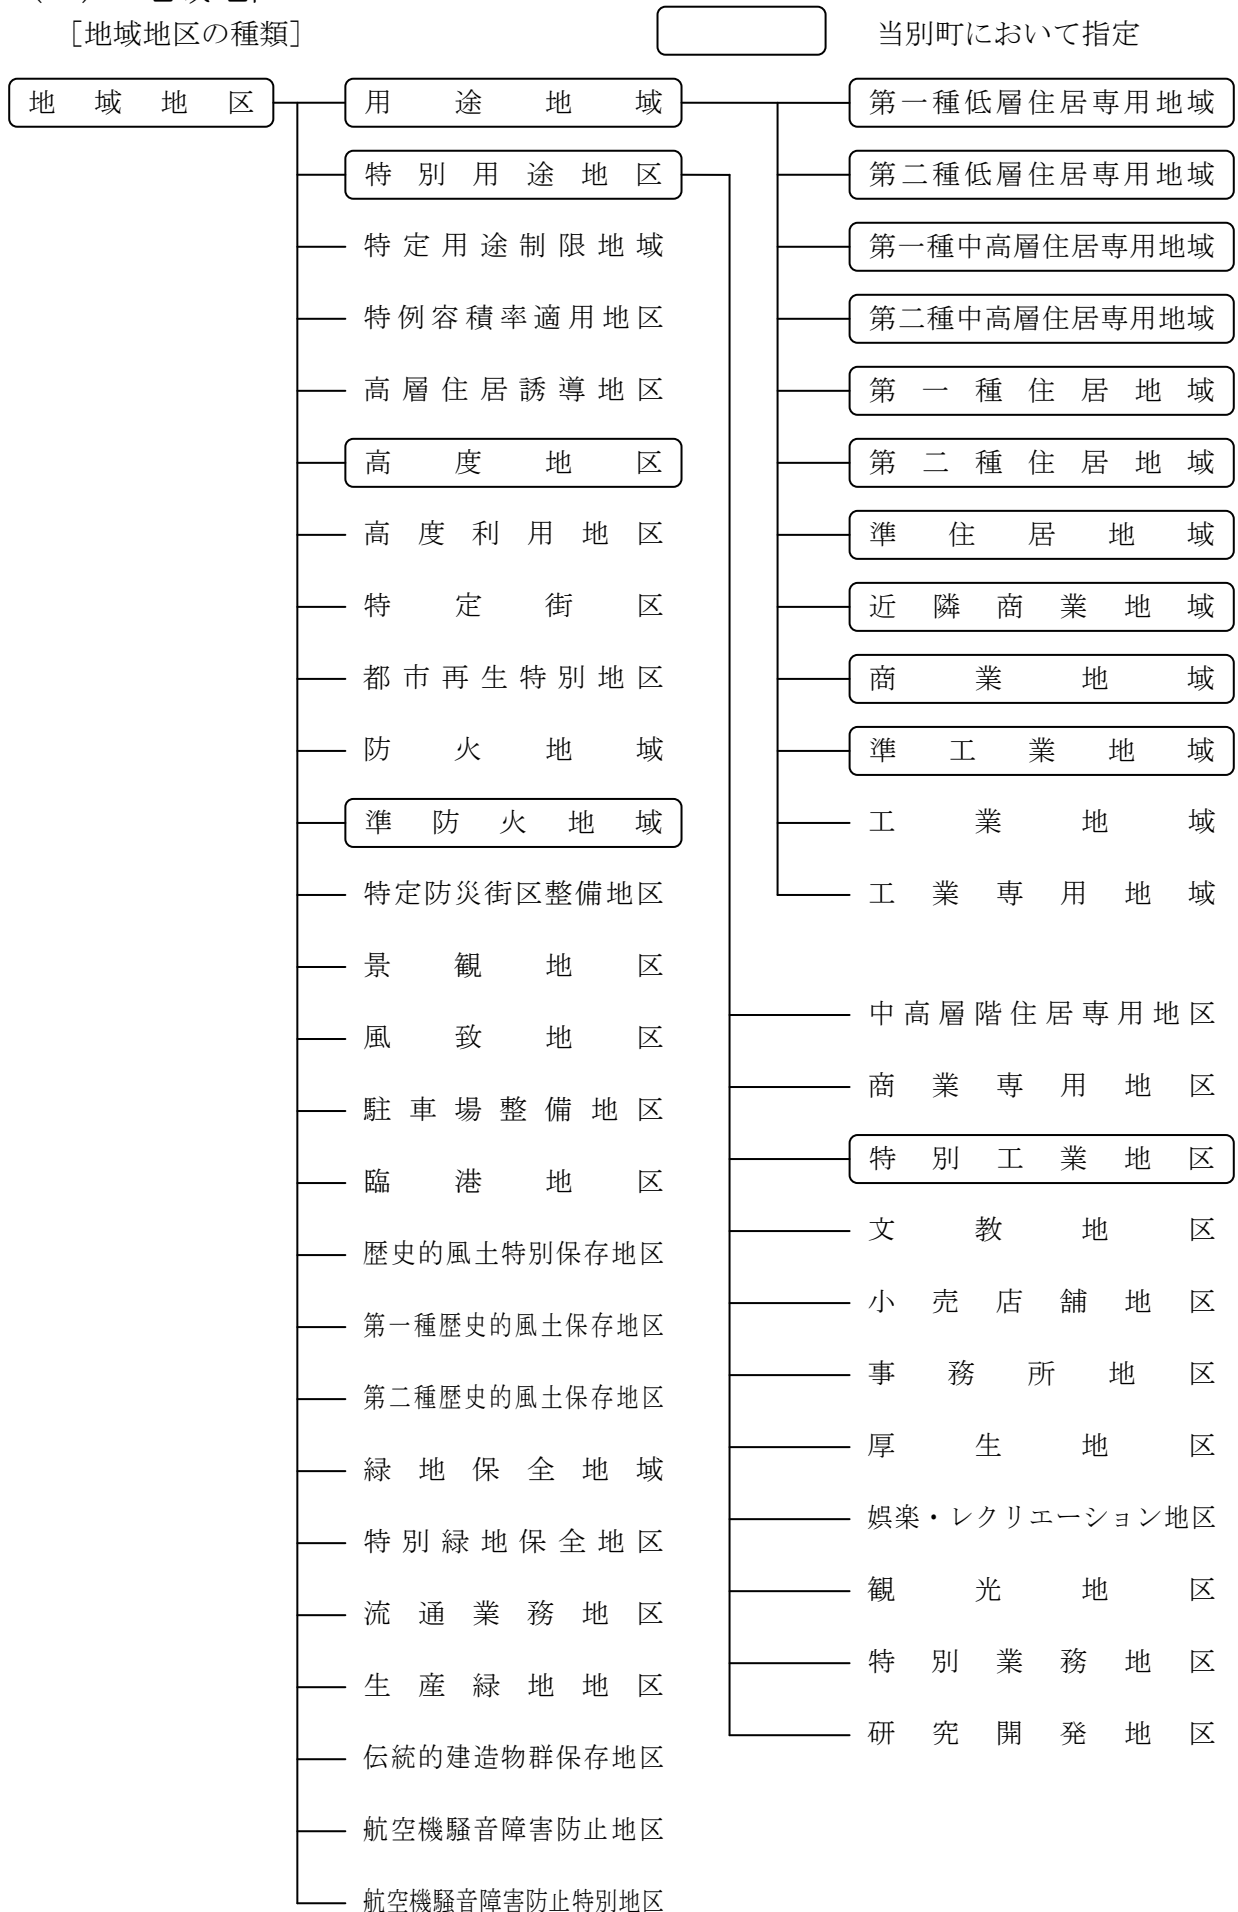 [地域地区の種類]
当別町において指定
地域地区
用途地域
特別用途地区
特定用途制限地域
特例容積率適用地区
高層住居誘導地区
高度地区
高度利用地区
特定街区
都市再生特別地区
防火地域
準防火地域
特定防災街区整備地区
景観地区
風致地区
駐車場整備地区
臨港地区
歴史的風土特別保存地区
第一種歴史的風土保存地区
第二種歴史的風土保存地区
緑地保全地域
特別緑地保全地区
流通業務地区
生産緑地地区
伝統的建造物群保存地区
航空機騒音障害防止地区
航空機騒音障害防止特別地区
第一種低層住居専用地域
第二種低層住居専用地域
第一種中高層住居専用地域
第二種中高層住居専用地域
第一種住居地域
第二種住居地域
準住居地域
近隣商業地域
商業地域
準工業地域
工業地域
工業専用地域
中高層階住居専用地区
商業専用地区
特別工業地区
文教地区
小売店舗地区
事務所地区
厚生地区
娯楽・レクリエーション地区
観光地区
特別業務地区
研究開発地区